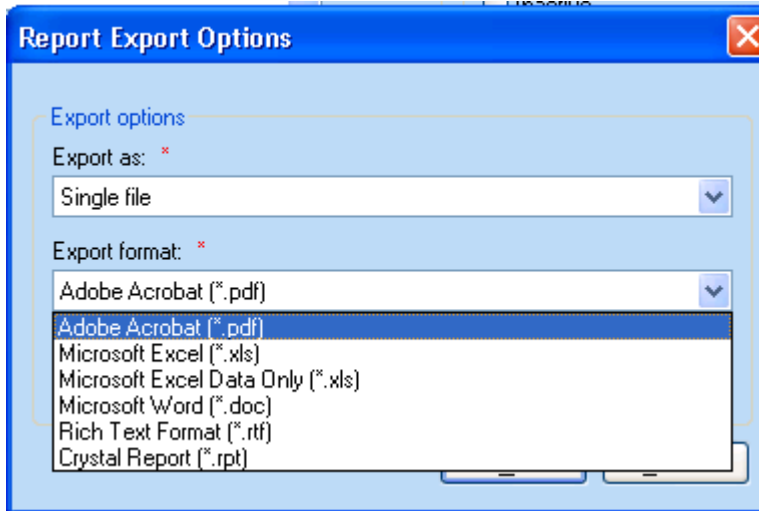 Report Export Options
Export options
Export as: *
Single file
Export format: *
Adobe Acrobat (*.pdf)
Adobe Acrobat (*.pdf)
Microsoft Excel (*.xls)
Microsoft Excel Data Only (*.xls)
Microsoft Word (*.doc)
Rich Text Format (*.rtf)
Crystal Report (*.rpt)